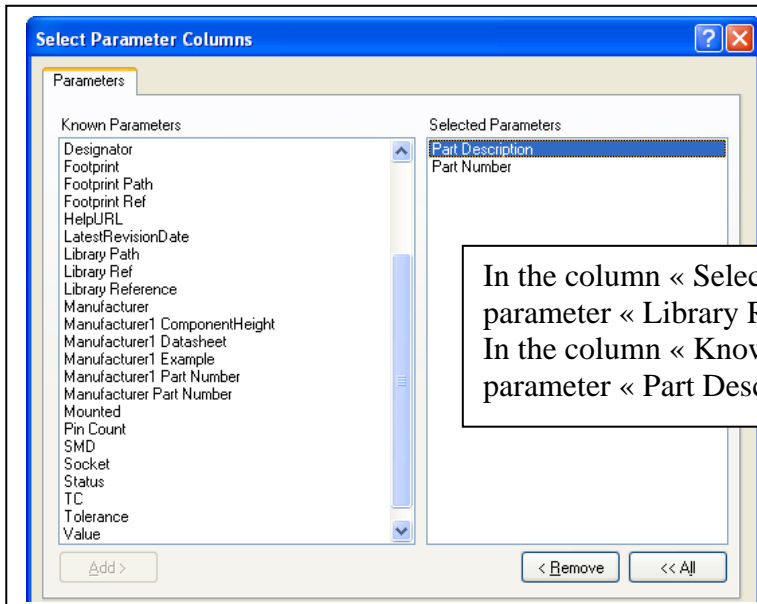 Select Parameter Columns
Parameters
Known Parameters
Designator
Footprint
Footprint Path
Footprint Ref
HelpURL
LatestRevisionDate
Library Path
Library Ref
Library Reference
Manufacturer
Manufacturer1 ComponentHeight
Manufacturer1 Datasheet
Manufacturer1 Example
Manufacturer1 Part Number
Manufacturer Part Number
Mounted
Pin Count
SMD
Socket
Status
TC
Tolerance
Value
Add >
Selected Parameters
Part Description
Part Number
In the column « Selec
parameter « Library R
In the column « Know
parameter « Part Desc
< Remove
<< All